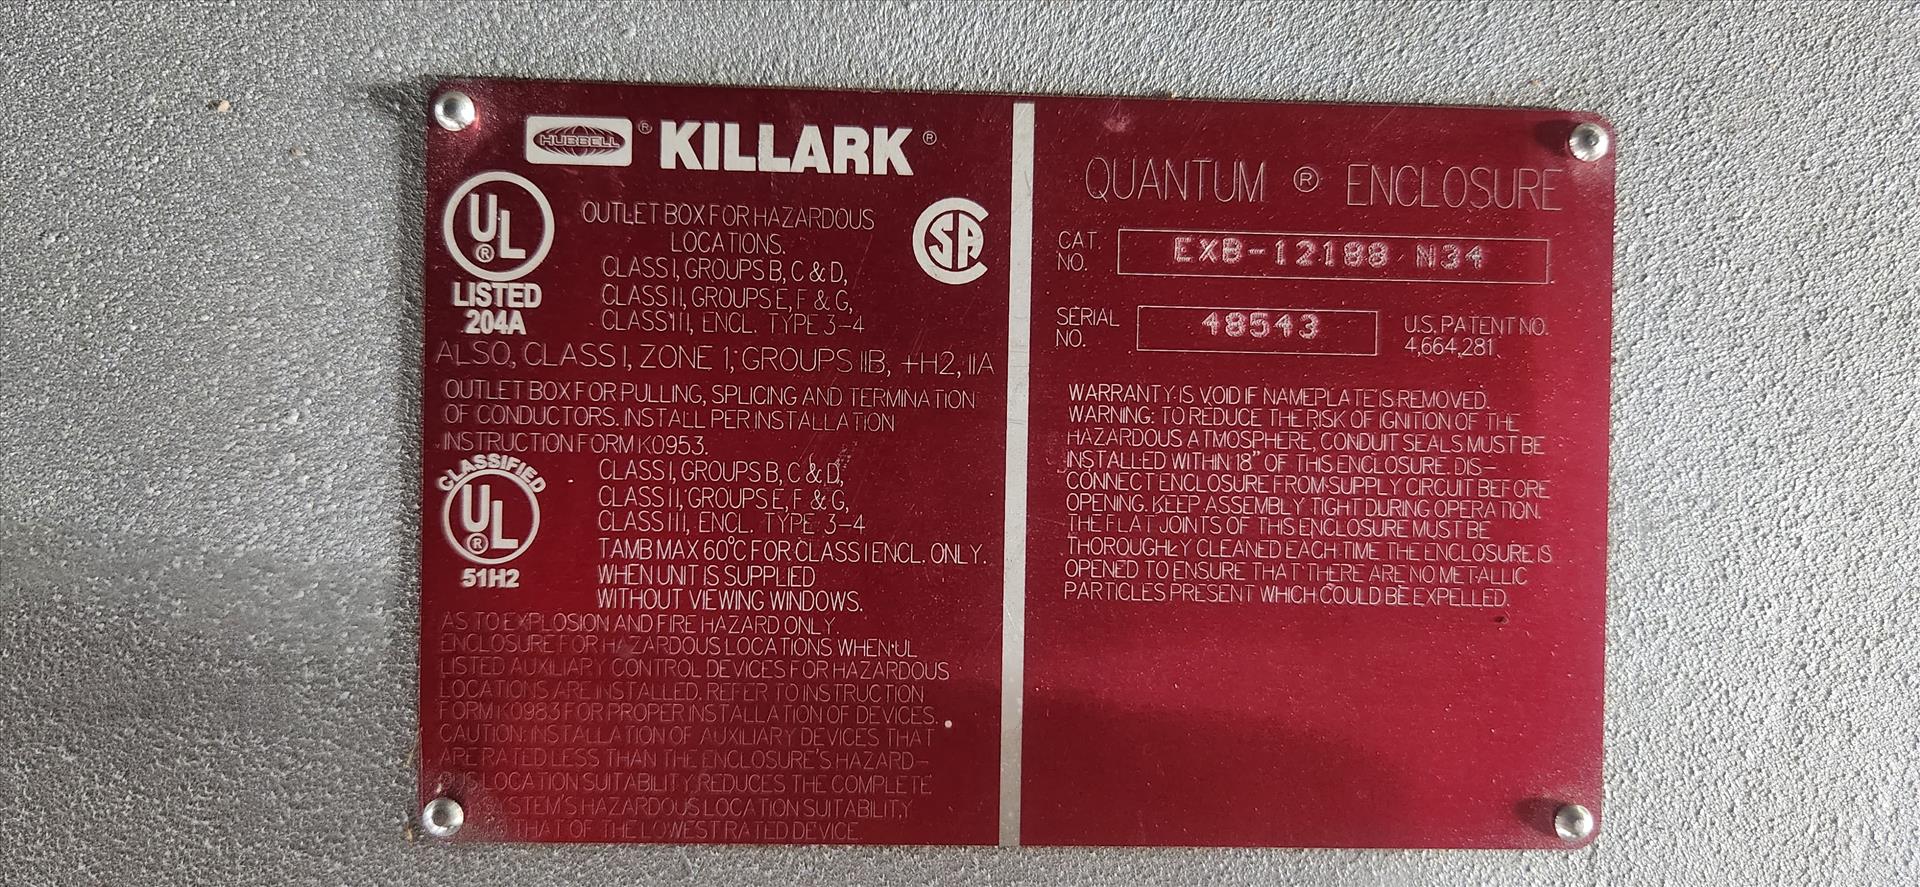 HUBBELL ® KILLARK ®
UL ®
LISTED
204A
OUTLET BOX FOR HAZARDOUS
LOCATIONS.
CLASS I, GROUPS B, C & D,
CLASS II, GROUPS E, F & G,
CLASS III, ENCL. TYPE 3-4
SA
ALSO, CLASS I, ZONE 1, GROUPS IIB, +H2, IIA
OUTLET BOX FOR PULLING, SPLICING AND TERMINATION
OF CONDUCTORS. INSTALL PER INSTALLATION
INSTRUCTION FORM K0953.
CLASSIFIED
UL ®
51H2
CLASS I, GROUPS B, C & D,
CLASS II, GROUPS E, F & G,
CLASS III, ENCL. TYPE 3-4
TAMB MAX 60°C FOR CLASS I ENCL. ONLY.
WHEN UNIT IS SUPPLIED
WITHOUT VIEWING WINDOWS.
AS TO EXPLOSION AND FIRE HAZARD ONLY.
ENCLOSURE FOR HAZARDOUS LOCATIONS WHEN UL
LISTED AUXILIARY CONTROL DEVICES FOR HAZARDOUS
LOCATIONS ARE INSTALLED. REFER TO INSTRUCTION
FORM K0983 FOR PROPER INSTALLATION OF DEVICES.
CAUTION: INSTALLATION OF AUXILIARY DEVICES THAT
ARE RATED LESS THAN THE ENCLOSURE'S HAZARD-
OUS LOCATION SUITABILITY, REDUCES THE COMPLETE
SYSTEM'S HAZARDOUS LOCATION SUITABILITY
THAT OF THE LOWEST RATED DEVICE.
QUANTUM ® ENCLOSURE
CAT. NO. EXB-12188 N34
SERIAL NO. 48543
U.S. PATENT NO.
4,664,281
WARRANTY IS VOID IF NAMEPLATE IS REMOVED.
WARNING: TO REDUCE THE RISK OF IGNITION OF THE
HAZARDOUS ATMOSPHERE, CONDUIT SEALS MUST BE
INSTALLED WITHIN 18" OF THIS ENCLOSURE. DIS-
CONNECT ENCLOSURE FROM SUPPLY CIRCUIT BEFORE
OPENING. KEEP ASSEMBLY TIGHT DURING OPERATION.
THE FLAT JOINTS OF THIS ENCLOSURE MUST BE
THOROUGHLY CLEANED EACH TIME THE ENCLOSURE IS
OPENED TO ENSURE THAT THERE ARE NO METALLIC
PARTICLES PRESENT WHICH COULD BE EXPELLED.